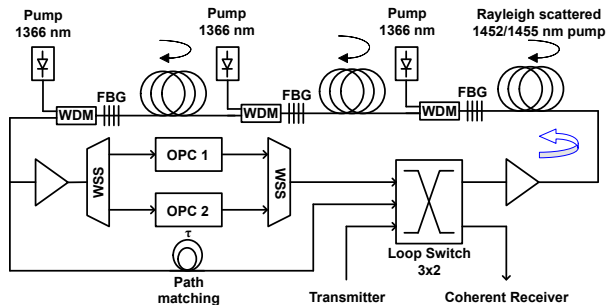 Pump
1366 nm
Pump
1366 nm
Pump
1366 nm
Rayleigh scattered
1452/1455 nm pump
FBG
FBG
FBG
WDM
WDM
WDM
WSS
OPC 1
OPC 2
WSS
τ
Path
matching
Loop Switch
3x2
Transmitter
Coherent Receiver